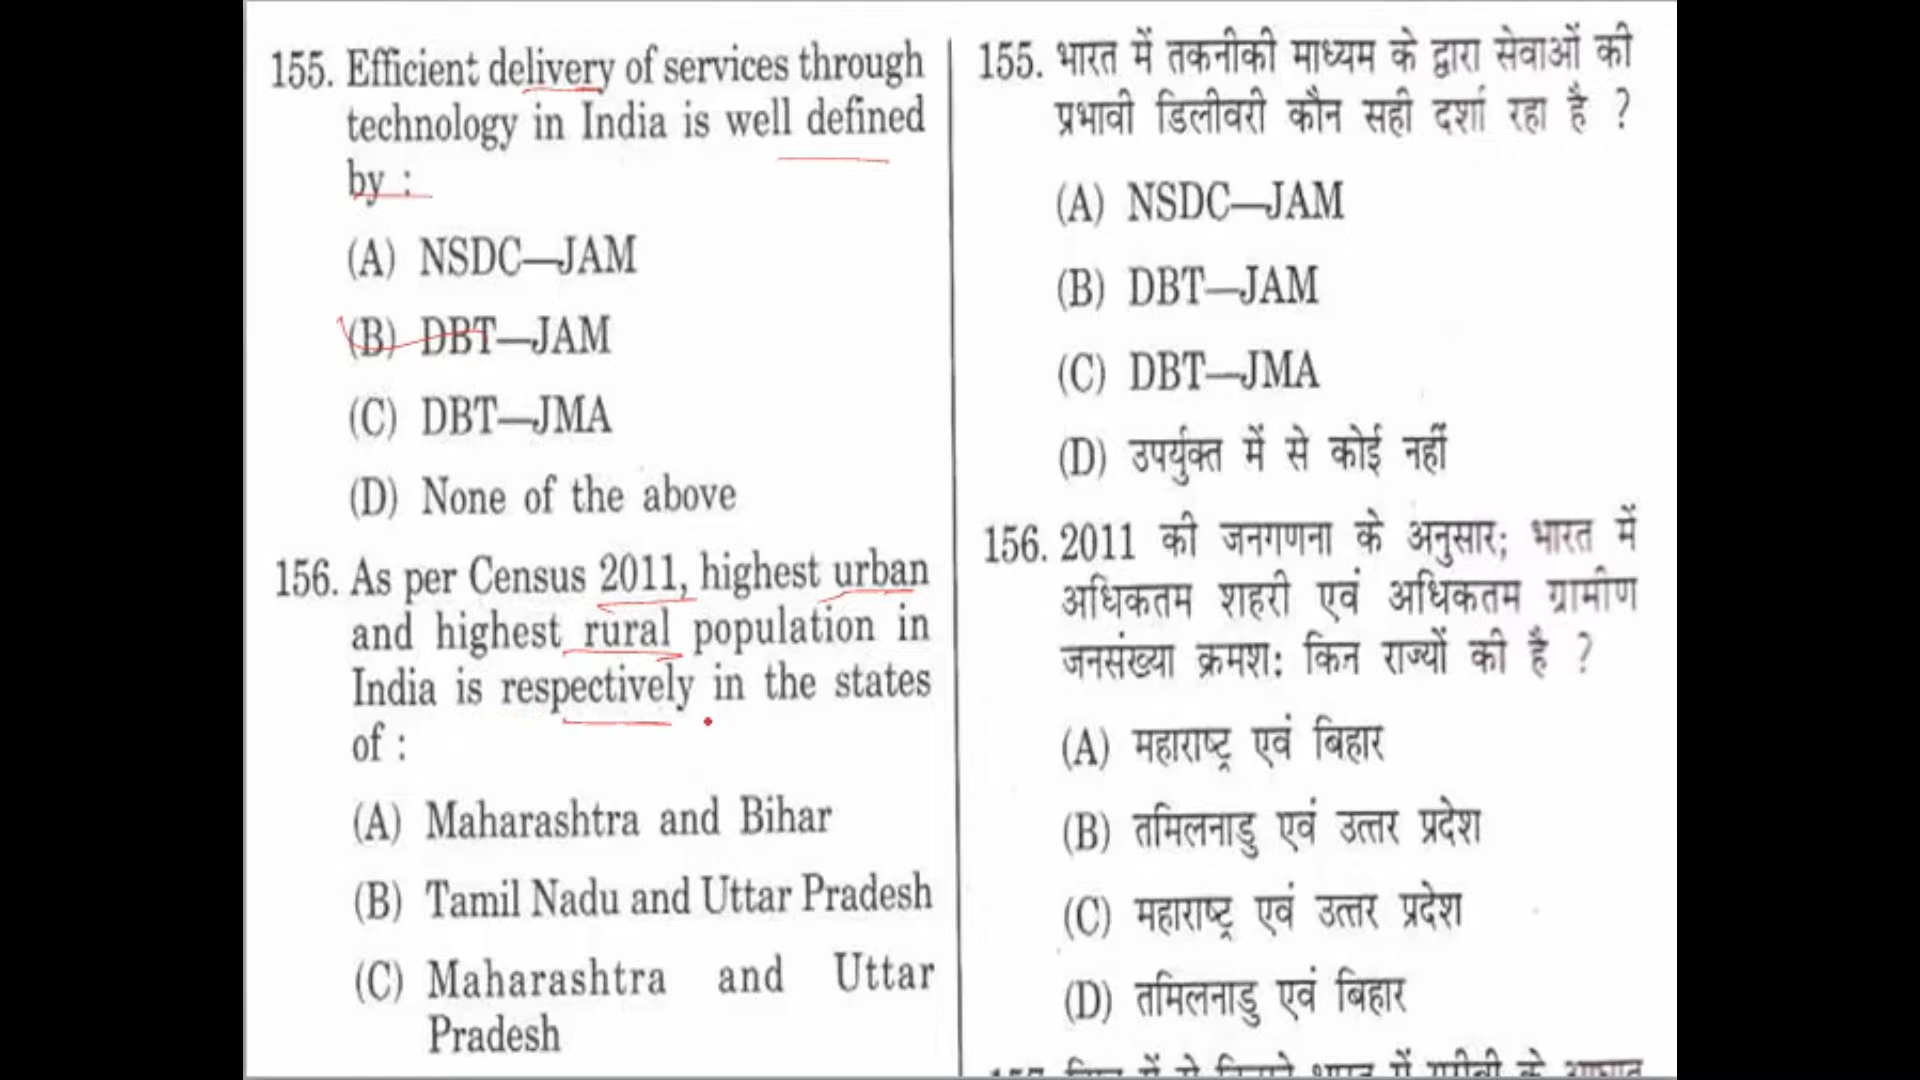 155. Efficient delivery of services through
technology in India is well defined
by :
(A) NSDC—JAM
(B) DBT—JAM
(C) DBT—JMA
(D) None of the above
156. As per Census 2011, highest urban
and highest rural population in
India is respectively in the states
of :
(A) Maharashtra and Bihar
(B) Tamil Nadu and Uttar Pradesh
(C) Maharashtra and Uttar
Pradesh
155. भारत में तकनीकी माध्यम के द्वारा सेवाओं की
प्रभावी डिलीवरी कौन सही दर्शा रहा है ?
(A) NSDC—JAM
(B) DBT—JAM
(C) DBT—JMA
(D) उपर्युक्त में से कोई नहीं
156. 2011 की जनगणना के अनुसार; भारत में
अधिकतम शहरी एवं अधिकतम ग्रामीण
जनसंख्या क्रमश: किन राज्यों की है ?
(A) महाराष्ट्र एवं बिहार
(B) तमिलनाडु एवं उत्तर प्रदेश
(C) महाराष्ट्र एवं उत्तर प्रदेश
(D) तमिलनाडु एवं बिहार